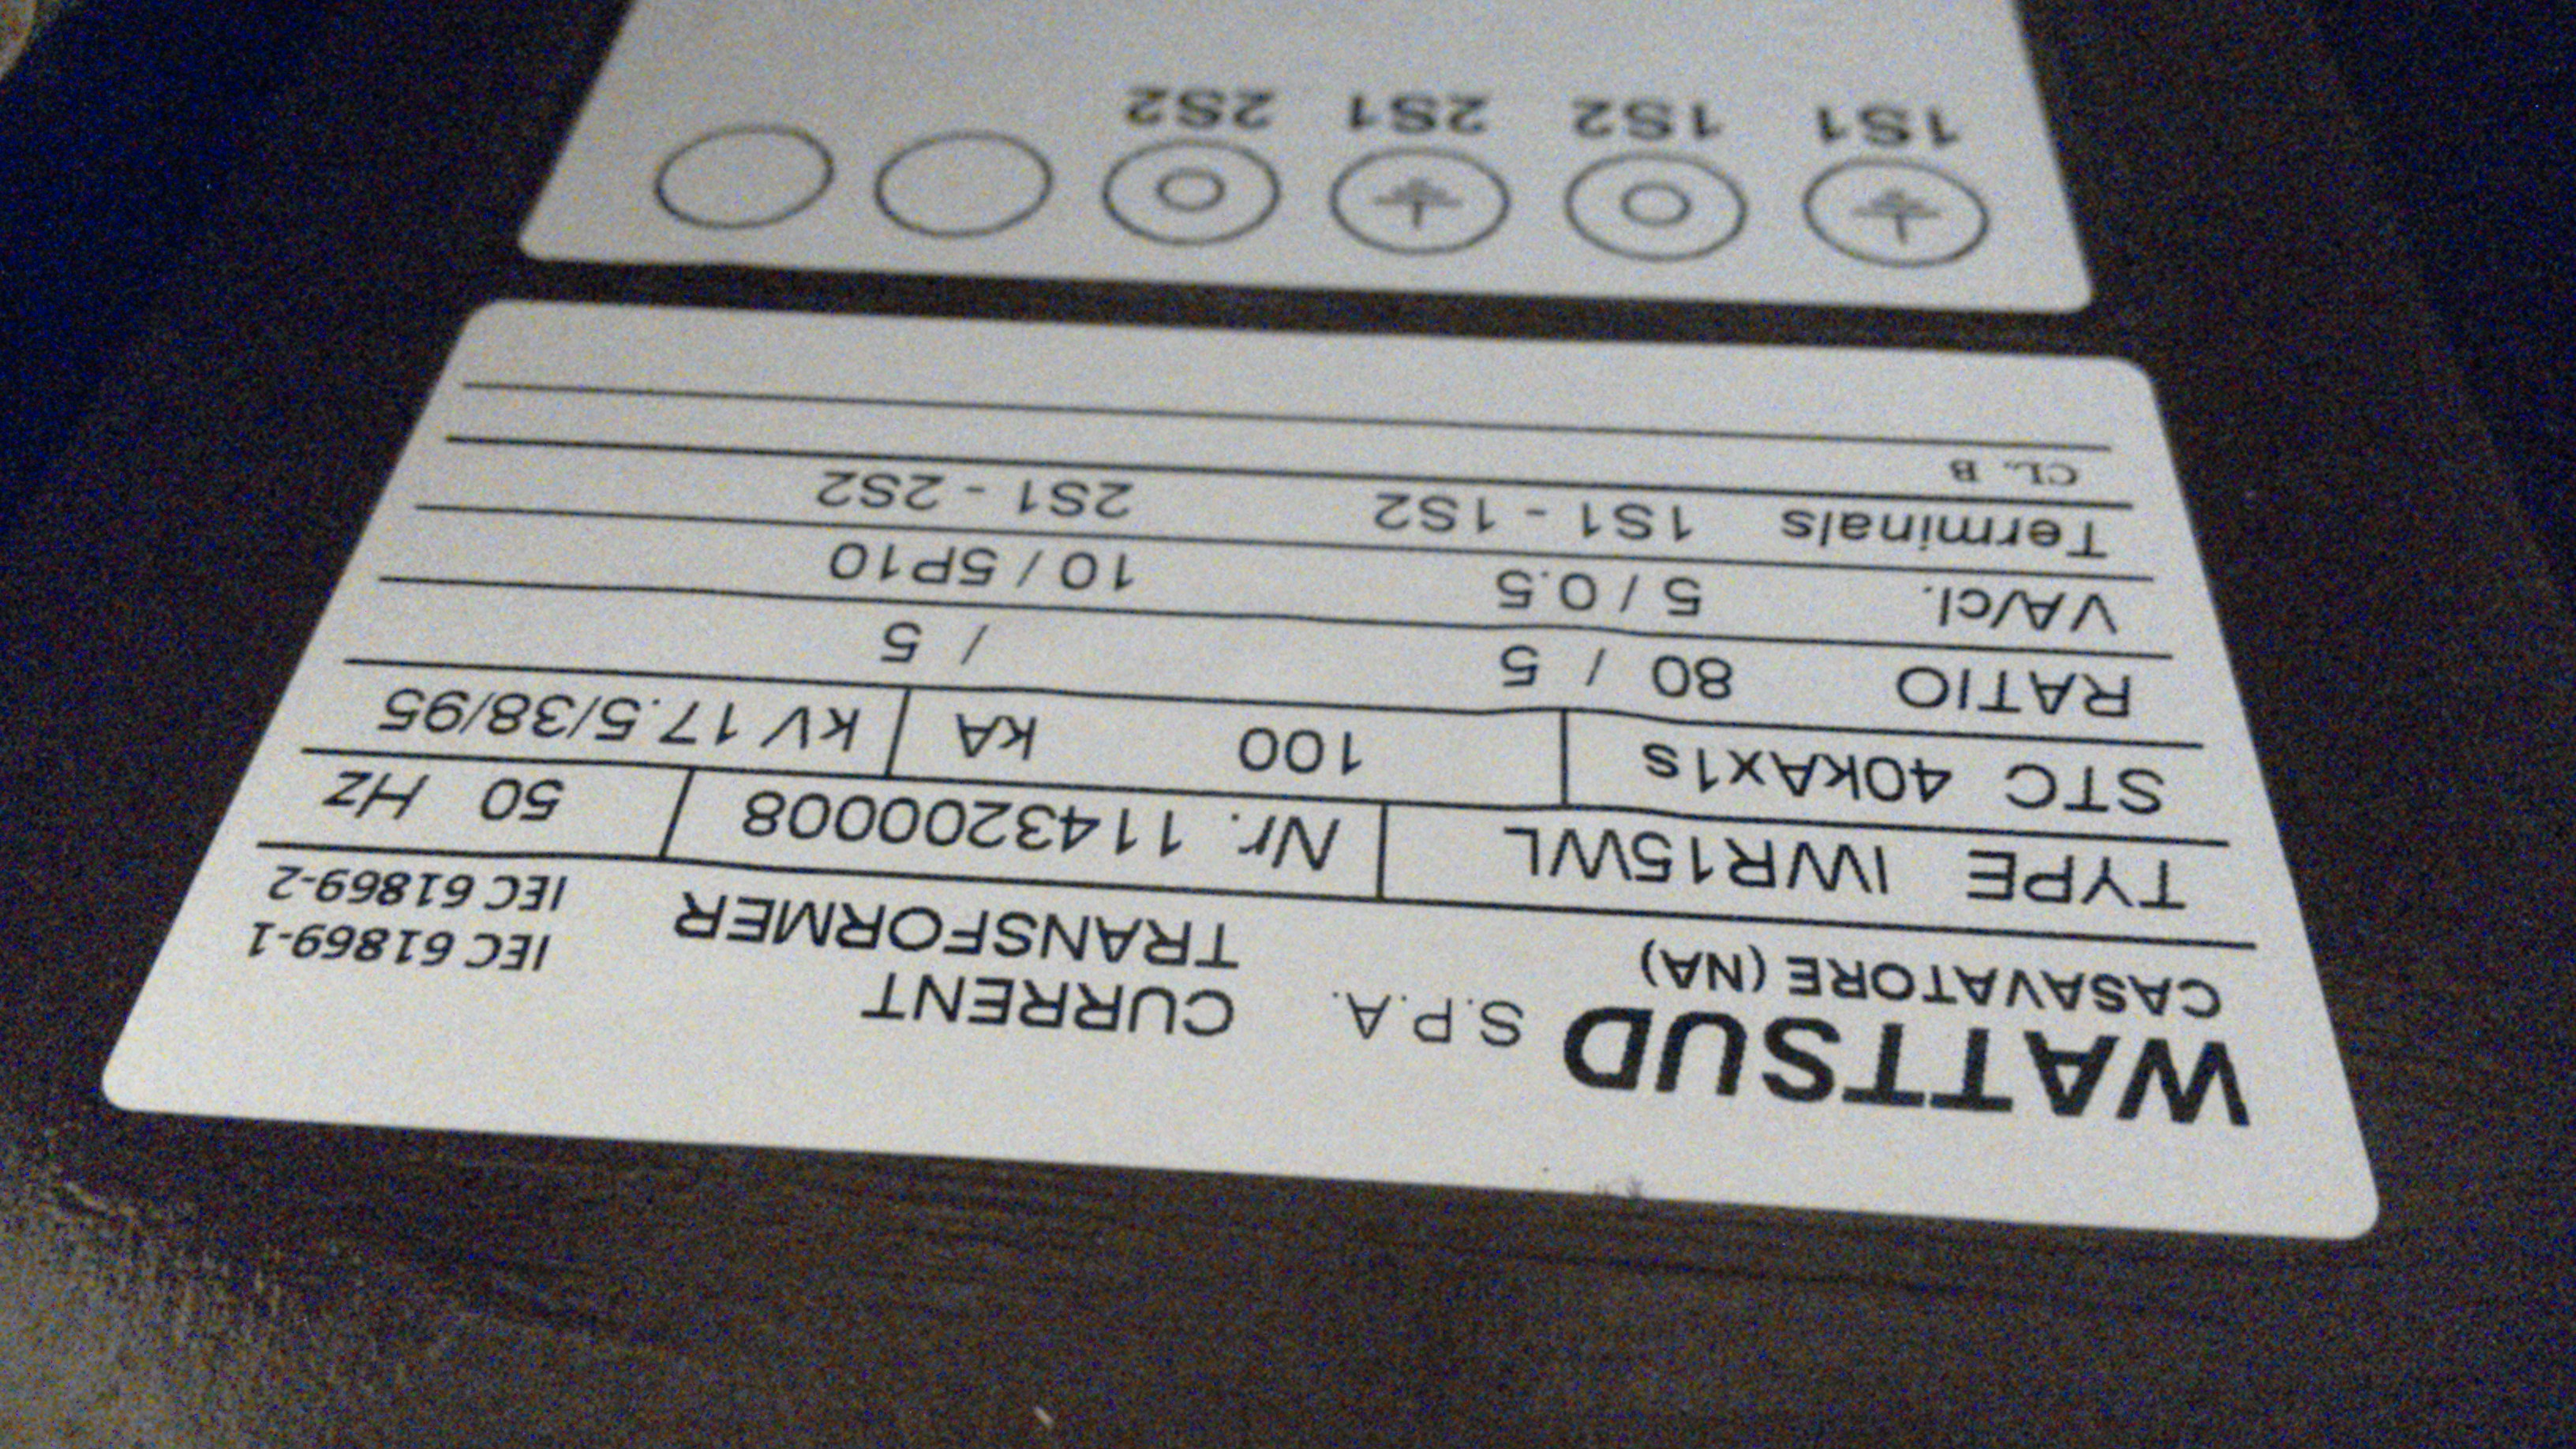 WATTSUD S.P.A.
CASAVATORE (NA)
CURRENT
TRANSFORMER
IEC 61869-1
IEC 61869-2
TYPE IWR15WL Nr. 1143200008 50 Hz
STC 40kAx1s 100 kA kV 17.5/38/95
RATIO 80 / 5 / 5
VA/cl. 5 / 0.5 10 / 5P10
Terminals 1S1 - 1S2 2S1 - 2S2
CL. B
1S1 1S2 2S1 2S2